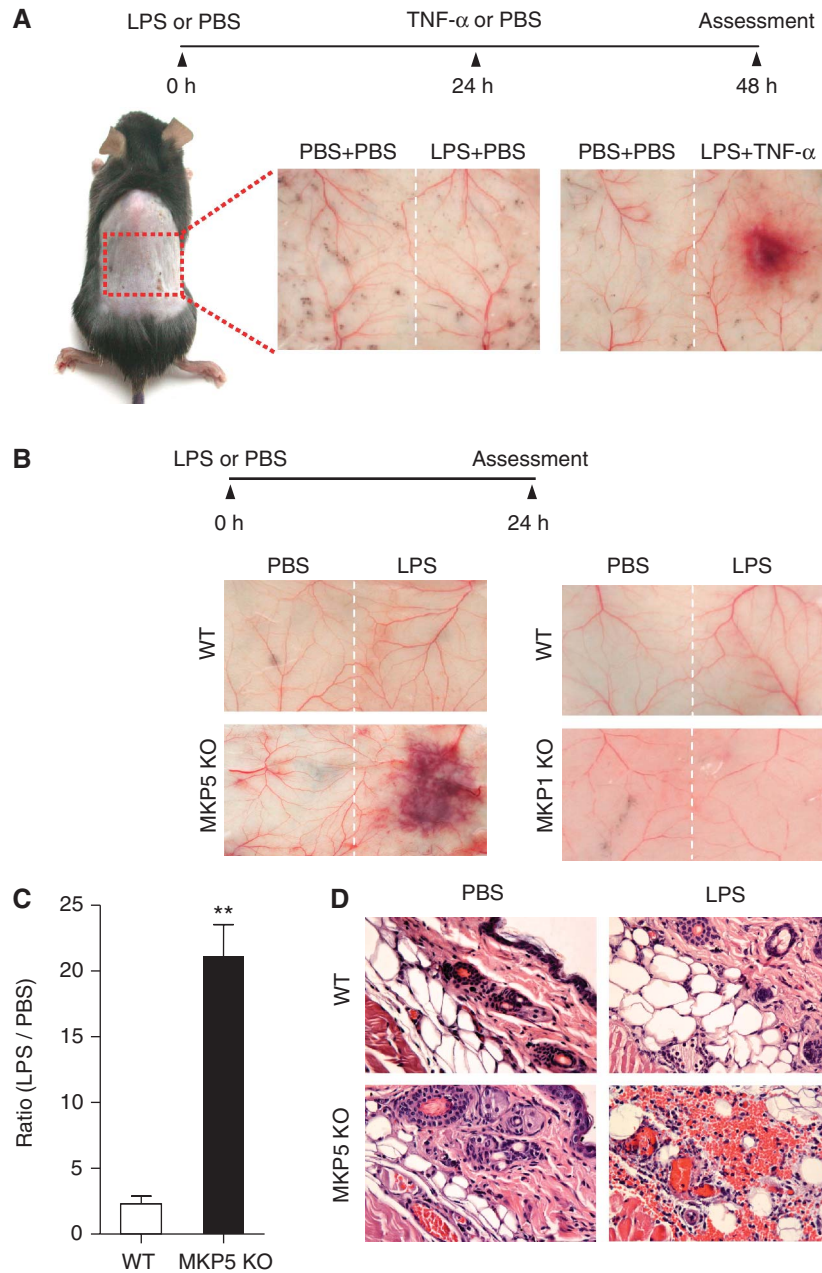 A
LPS or PBS TNF-α or PBS Assessment
0 h 24 h 48 h
PBS+PBS LPS+PBS PBS+PBS LPS+TNF-α
B
LPS or PBS Assessment
0 h 24 h
PBS LPS PBS LPS
WT WT
MKP5 KO MKP1 KO
C
25
**
20
15
10
5
0
Ratio (LPS / PBS)
WT MKP5 KO
D
PBS LPS
WT
MKP5 KO